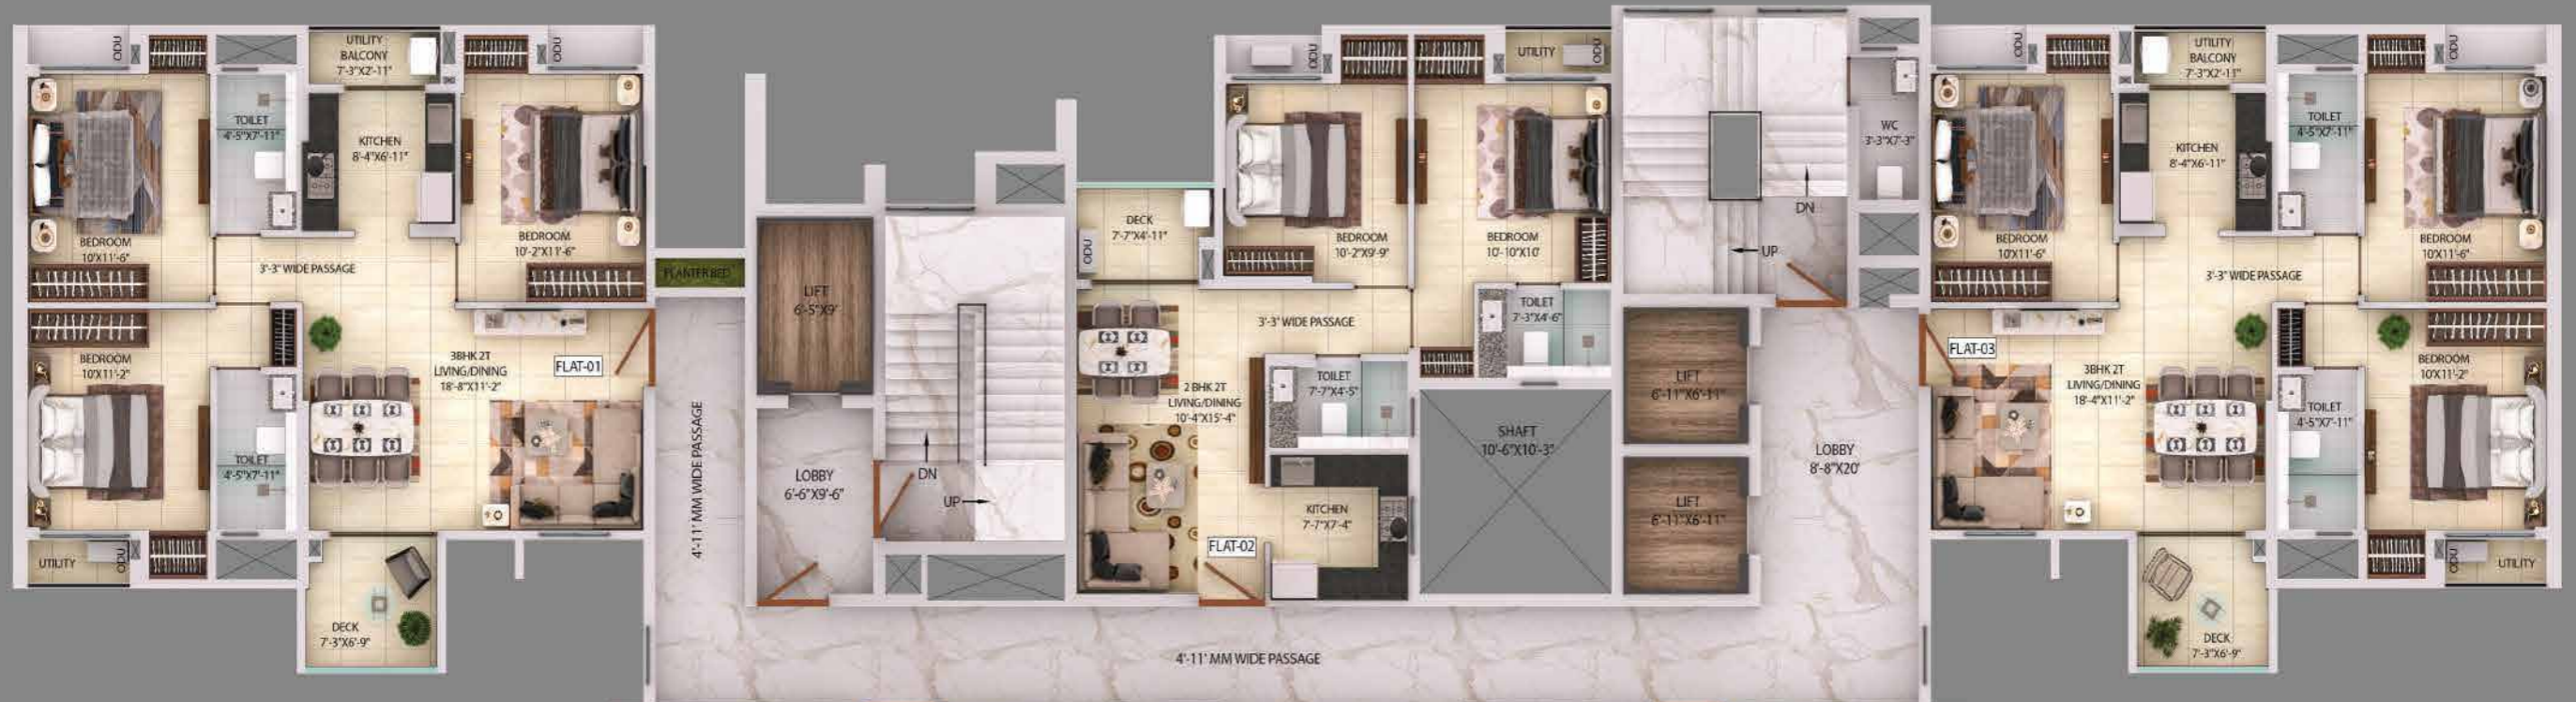 ODU
UTILITY
BALCONY
7'-3"X2'-11"
ODU
TOILET
4'-5"X7'-11"
KITCHEN
8'-4"X6'-11"
BEDROOM
10'X11'-6"
BEDROOM
10'-2"X11'-6"
3'-3" WIDE PASSAGE
BEDROOM
10'X11'-2"
3BHK 2T
LIVING/DINING
18'-8"X11'-2"
FLAT-01
TOILET
4'-5"X7'-11"
UTILITY
ODU
DECK
7'-3"X6'-9"
PLANTER BED
4'-11' MM WIDE PASSAGE
LIFT
6'-5"X9'
LOBBY
6'-6"X9'-6"
DN
UP
ODU
UTILITY
ODU
DECK
7'-7"X4'-11"
ODU
BEDROOM
10'-2"X9'-9"
BEDROOM
10'-10"X10'
3'-3" WIDE PASSAGE
TOILET
7'-3"X4'-6"
TOILET
7'-7"X4'-5"
2 BHK 2T
LIVING/DINING
10'-4"X15'-4"
KITCHEN
7'-7"X7'-4"
FLAT-02
SHAFT
10'-6"X10'-3"
4'-11' MM WIDE PASSAGE
DN
UP
WC
3'-3"X7'-3"
LIFT
6'-11"X6'-11"
LIFT
6'-11"X6'-11"
LOBBY
8'-8"X20'
ODU
UTILITY
BALCONY
7'-3"X2'-11"
ODU
KITCHEN
8'-4"X6'-11"
TOILET
4'-5"X7'-11"
BEDROOM
10'X11'-6"
BEDROOM
10'X11'-6"
3'-3" WIDE PASSAGE
FLAT-03
3BHK 2T
LIVING/DINING
18'-4"X11'-2"
BEDROOM
10'X11'-2"
TOILET
4'-5"X7'-11"
ODU
UTILITY
DECK
7'-3"X6'-9"